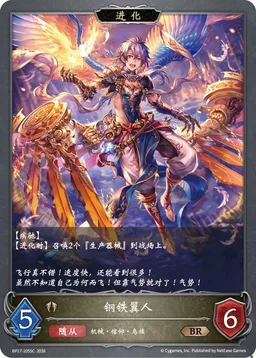 进化
【疾驰】
【进化时】召唤2个『生产器械』到战场上。
飞行真不错！速度快，还能看到很多！
虽然不知道自己为何而飞！但靠气势就对了！气势！
钢铁翼人
5
随从
机械·信仰·鸟族
BR
6
© Cygames, Inc. Published by NetEase Games